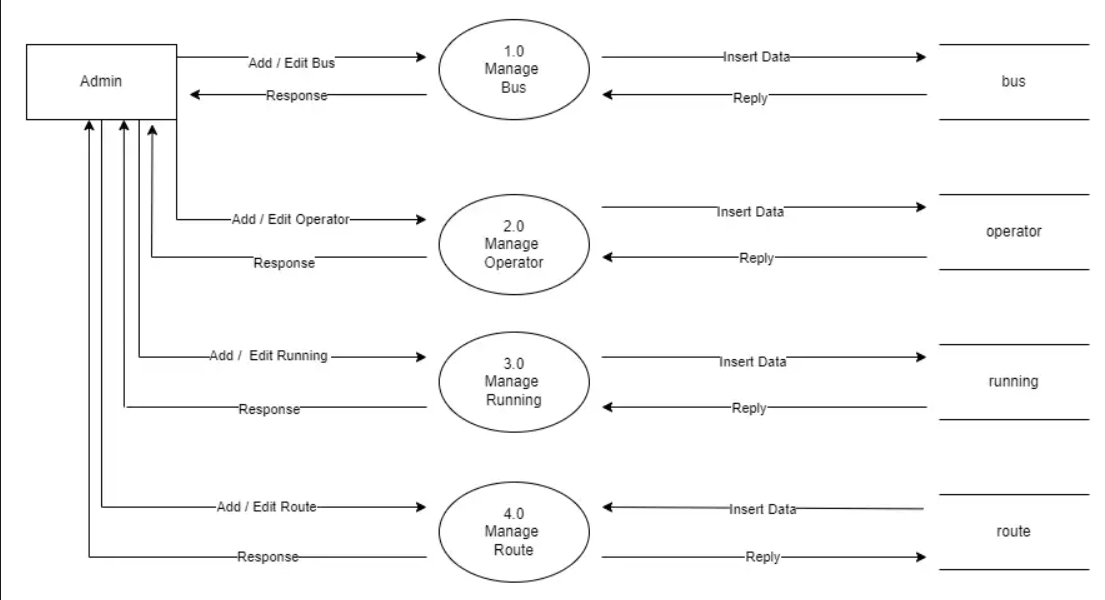 Admin
Add / Edit Bus
Response
1.0
Manage
Bus
Insert Data
Reply
bus
Add / Edit Operator
Response
2.0
Manage
Operator
Insert Data
Reply
operator
Add / Edit Running
Response
3.0
Manage
Running
Insert Data
Reply
running
Add / Edit Route
Response
4.0
Manage
Route
Insert Data
Reply
route